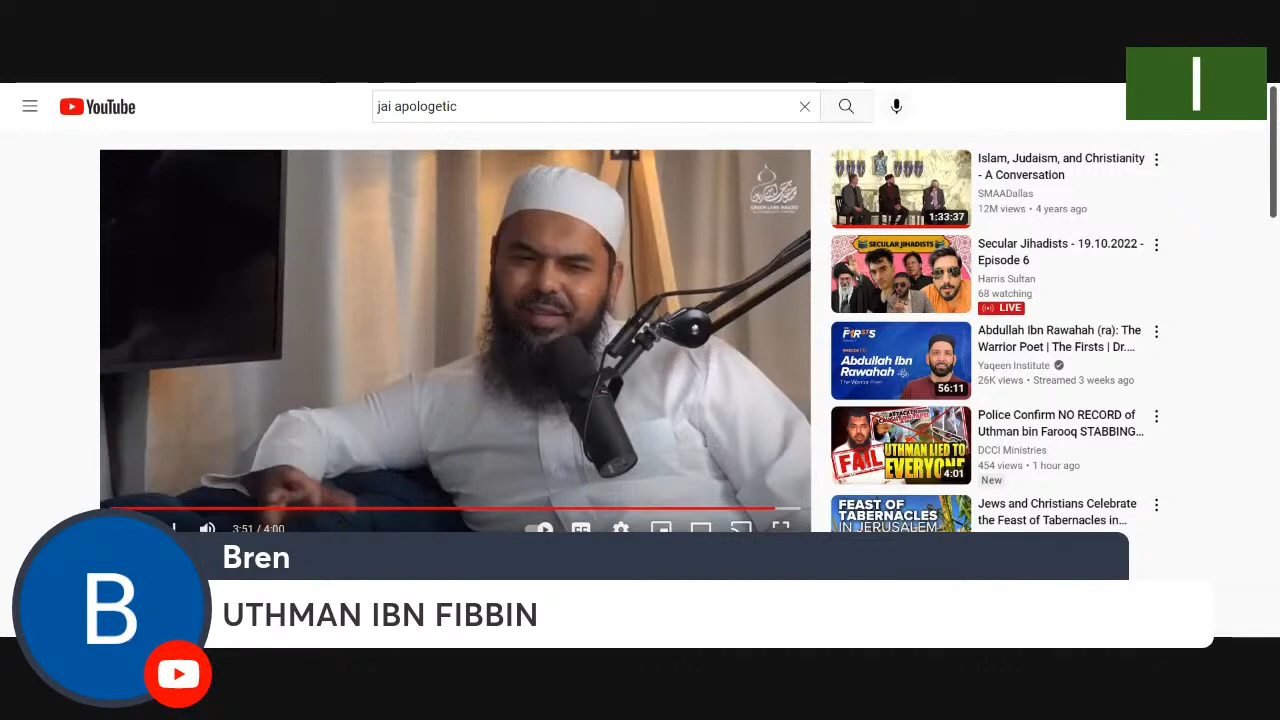 YouTube
jai apologetic
I
Islam, Judaism, and Christianity
- A Conversation
SMAADallas
12M views • 4 years ago
1:33:37
SECULAR JIHADISTS
Secular Jihadists - 19.10.2022 -
Episode 6
Harris Sultan
68 watching
LIVE
FIRSTS
Abdullah Ibn
Rawahah
The Warrior Poet
56:11
Abdullah Ibn Rawahah (ra): The
Warrior Poet | The Firsts | Dr....
Yaqeen Institute
26K views • Streamed 3 weeks ago
FAIL
UTHMAN LIED TO
EVERYONE
4:01
Police Confirm NO RECORD of
Uthman bin Farooq STABBING...
DCCI Ministries
454 views • 1 hour ago
New
FEAST OF
TABERNACLES
IN JERUSALEM
Jews and Christians Celebrate
the Feast of Tabernacles in...
3:51 / 4:00
B
Bren
UTHMAN IBN FIBBIN